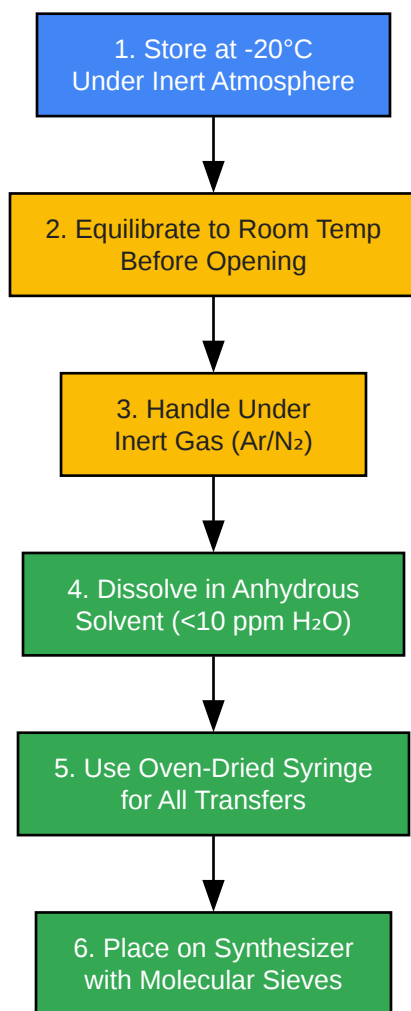 1. Store at -20°C
Under Inert Atmosphere
2. Equilibrate to Room Temp
Before Opening
3. Handle Under
Inert Gas (Ar/N₂)
4. Dissolve in Anhydrous
Solvent (<10 ppm H₂O)
5. Use Oven-Dried Syringe
for All Transfers
6. Place on Synthesizer
with Molecular Sieves